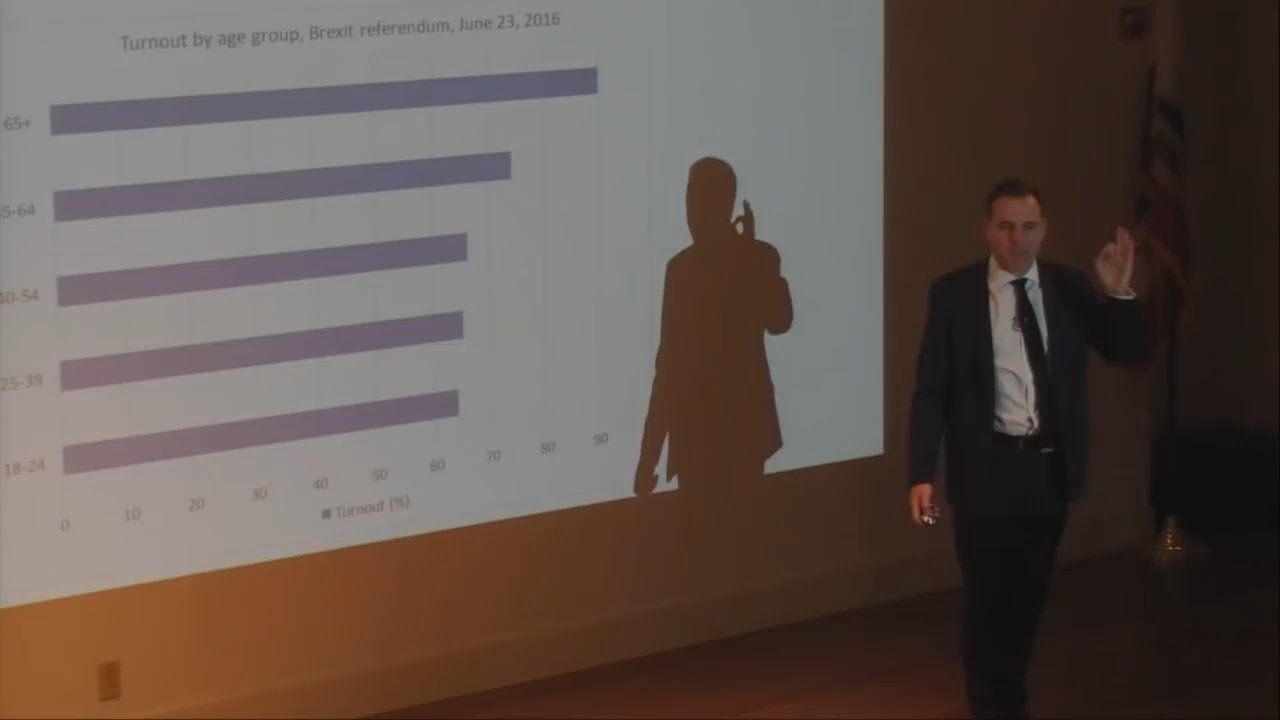 Turnout by age group, Brexit referendum, June 23, 2016
65+
5-64
40-54
25-39
18-24
0 10 20 30 40 50 60 70 80 90
Turnout (%)